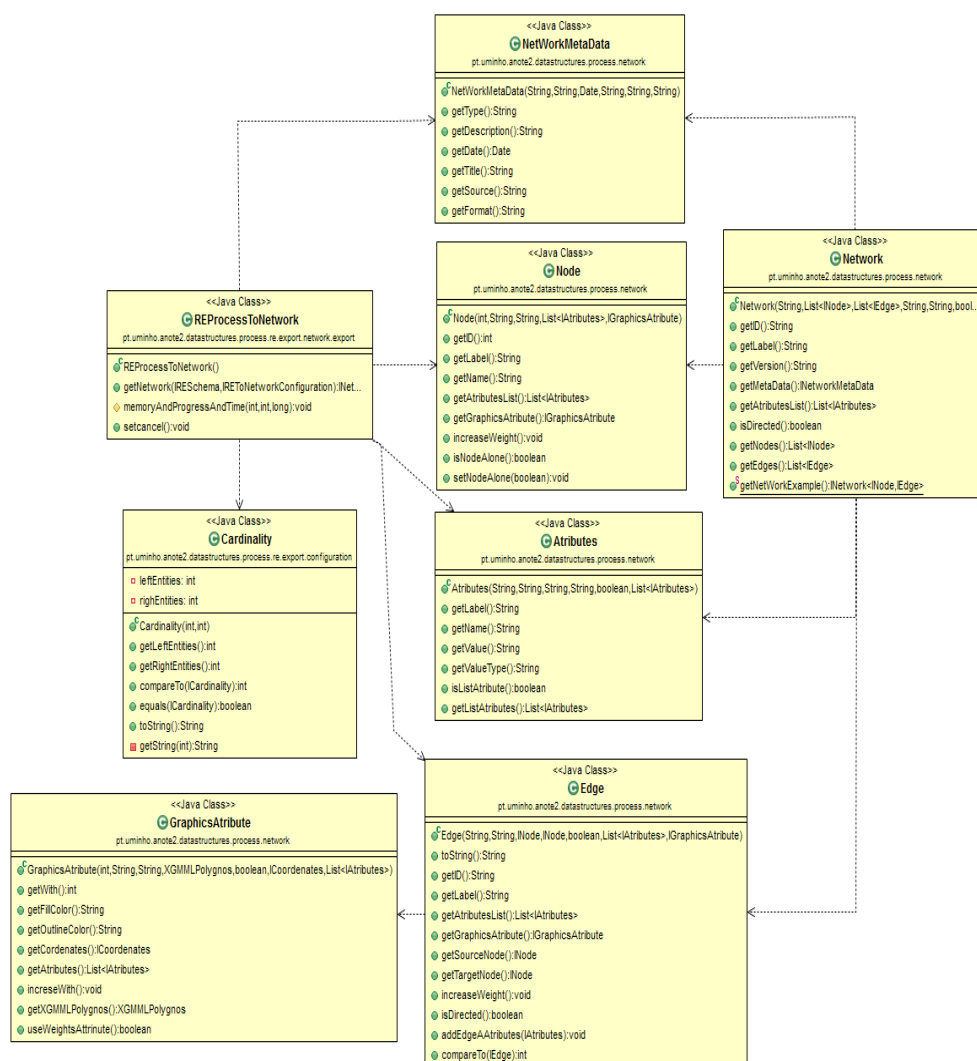 <<Java Class>>
NetWorkMetaData
pt.uminho.anote2.datastructures.process.network
NetWorkMetaData(String,String,Date,String,String,String)
getType():String
getDescription():String
getDate():Date
getTitle():String
getSource():String
getFormat():String
<<Java Class>>
Node
pt.uminho.anote2.datastructures.process.network
Node(int,String,String,List<IAtributes>,IGraphicsAtribute)
getID():int
getLabel():String
getName():String
getAtributesList():List<IAtributes>
getGraphicsAtribute():IGraphicsAtribute
increaseWeight():void
isNodeAlone():boolean
setNodeAlone(boolean):void
<<Java Class>>
Network
pt.uminho.anote2.datastructures.process.network
Network(String,List<INode>,List<IEdge>,String,String,bool...
getID():String
getLabel():String
getVersion():String
getMetaData():INetworkMetaData
getAtributesList():List<IAtributes>
isDirected():boolean
getNodes():List<INode>
getEdges():List<IEdge>
getNetWorkExample():INetwork<INode,IEdge>
<<Java Class>>
REProcessToNetwork
pt.uminho.anote2.datastructures.process.re.export.network.export
REProcessToNetwork()
getNetwork(IRESchema,IREToNetworkConfiguration):INet...
memoryAndProgressAndTime(int,int,long):void
setcancel():void
<<Java Class>>
Cardinality
pt.uminho.anote2.datastructures.process.re.export.configuration
leftEntities: int
righEntities: int
Cardinality(int,int)
getLeftEntities():int
getRightEntities():int
compareTo(ICardinality):int
equals(ICardinality):boolean
toString():String
getString(int):String
<<Java Class>>
Atributes
pt.uminho.anote2.datastructures.process.network
Atributes(String,String,String,String,boolean,List<IAtributes>)
getLabel():String
getName():String
getValue():String
getValueType():String
isListAtribute():boolean
getListAtributes():List<IAtributes>
<<Java Class>>
GraphicsAtribute
pt.uminho.anote2.datastructures.process.network
GraphicsAtribute(int,String,String,XGMMLPolygnos,boolean,ICoordenates,List<IAtributes>)
getWith():int
getFillColor():String
getOutlineColor():String
getCordenates():ICoordenates
getAtributes():List<IAtributes>
increseWith():void
getXGMMLPolygnos():XGMMLPolygnos
useWeightsAttrinute():boolean
<<Java Class>>
Edge
pt.uminho.anote2.datastructures.process.network
Edge(String,String,INode,INode,boolean,List<IAtributes>,IGraphicsAtribute)
toString():String
getID():String
getLabel():String
getAtributesList():List<IAtributes>
getGraphicsAtribute():IGraphicsAtribute
getSourceNode():INode
getTargetNode():INode
increaseWeight():void
isDirected():boolean
addEdgeAAtributes(IAtributes):void
compareTo(IEdge):int